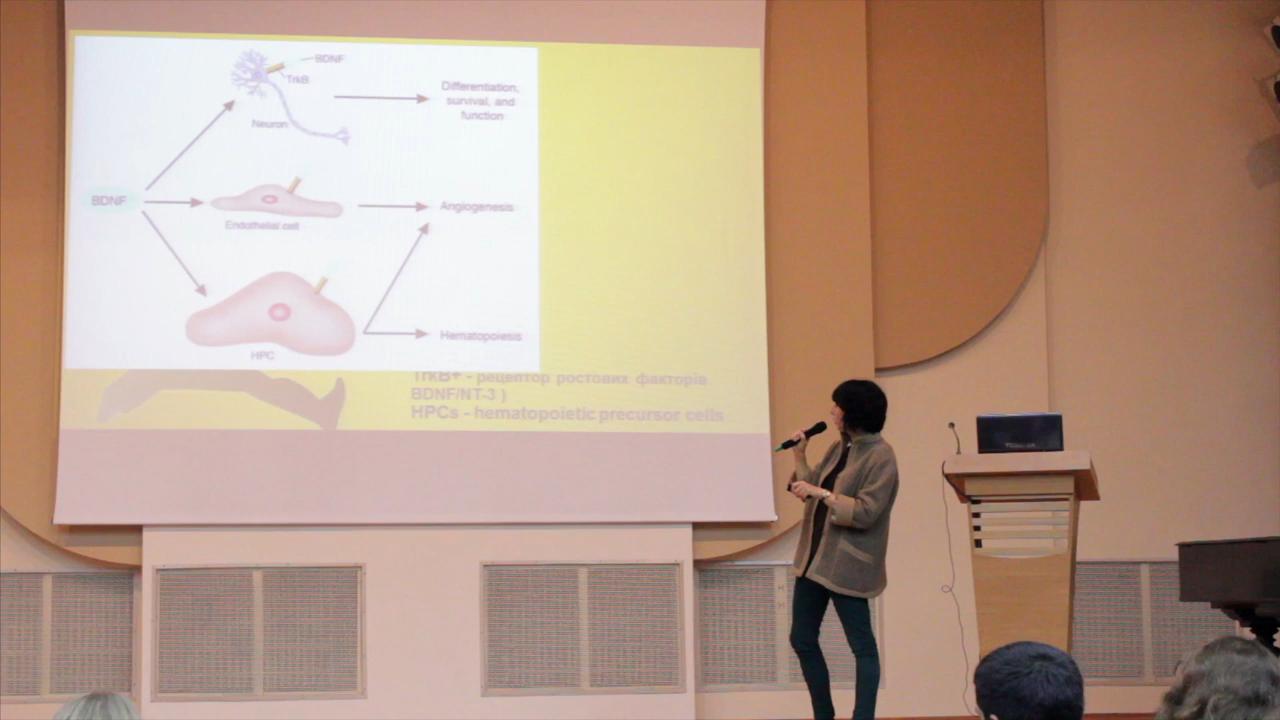 BDNF
TrkB
Neuron
Differentiation,
survival, and
function
BDNF
Endothelial cell
Angiogenesis
HPC
Hematopoiesis
TrkB+ - рецептор ростових факторів
BDNF/NT-3 )
HPCs - hematopoietic precursor cells
TOSHIBA